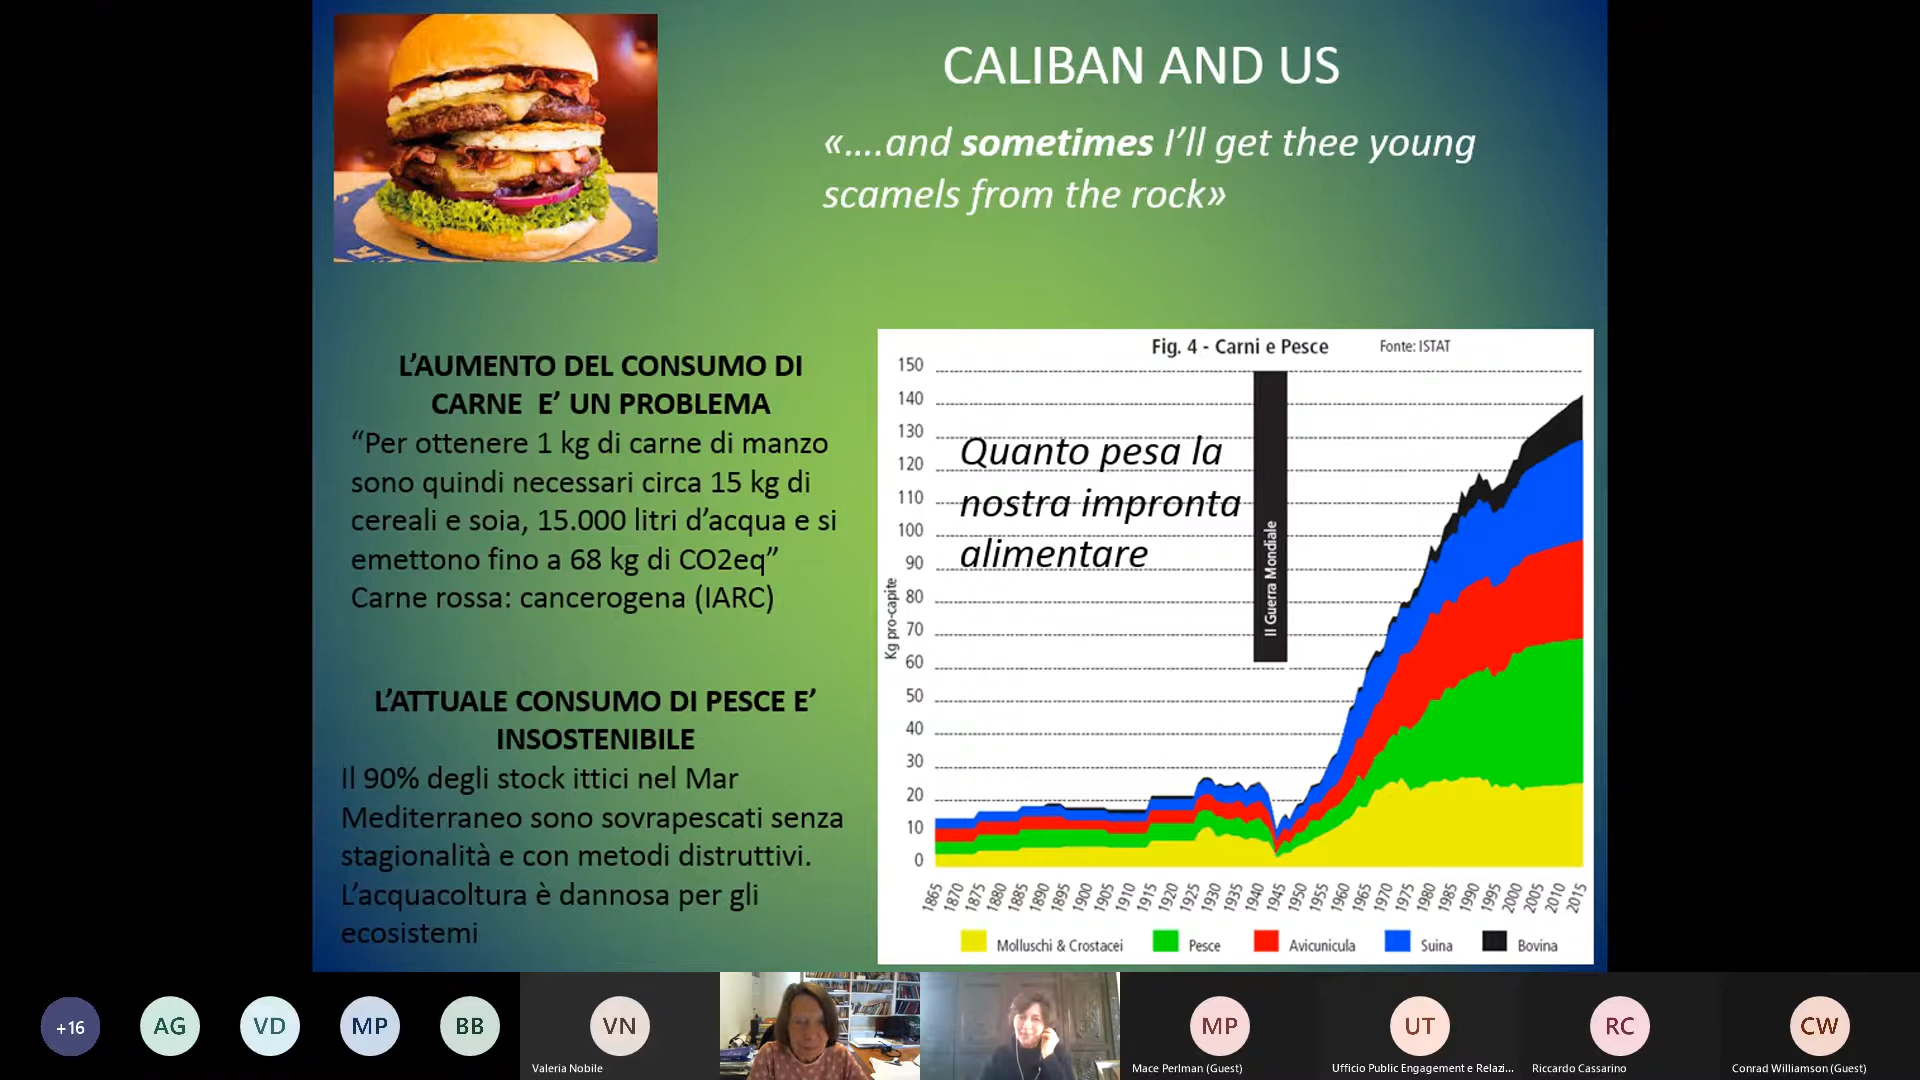 CALIBAN AND US
«....and sometimes I'll get thee young
scamels from the rock»
L'AUMENTO DEL CONSUMO DI
CARNE E' UN PROBLEMA
“Per ottenere 1 kg di carne di manzo
sono quindi necessari circa 15 kg di
cereali e soia, 15.000 litri d'acqua e si
emettono fino a 68 kg di CO2eq”
Carne rossa: cancerogena (IARC)
L'ATTUALE CONSUMO DI PESCE E'
INSOSTENIBILE
Il 90% degli stock ittici nel Mar
Mediterraneo sono sovrapescati senza
stagionalità e con metodi distruttivi.
L'acquacoltura è dannosa per gli
ecosistemi
Fig. 4 - Carni e Pesce
Fonte: ISTAT
Quanto pesa la
nostra impronta
alimentare
Kg pro-capite
150
140
130
120
110
100
90
80
70
60
50
40
30
20
10
0
II Guerra Mondiale
1865 1870 1875 1880 1885 1890 1895 1900 1905 1910 1915 1920 1925 1930 1935 1940 1945 1950 1955 1960 1965 1970 1975 1980 1985 1990 1995 2000 2005 2010 2015
Molluschi & Crostacei Pesce Avicunicula Suina Bovina
+16 AG VD MP BB VN MP UT RC CW
Valeria Nobile
Mace Perlman (Guest)
Ufficio Public Engagement e Relazi...
Riccardo Cassarino
Conrad Williamson (Guest)